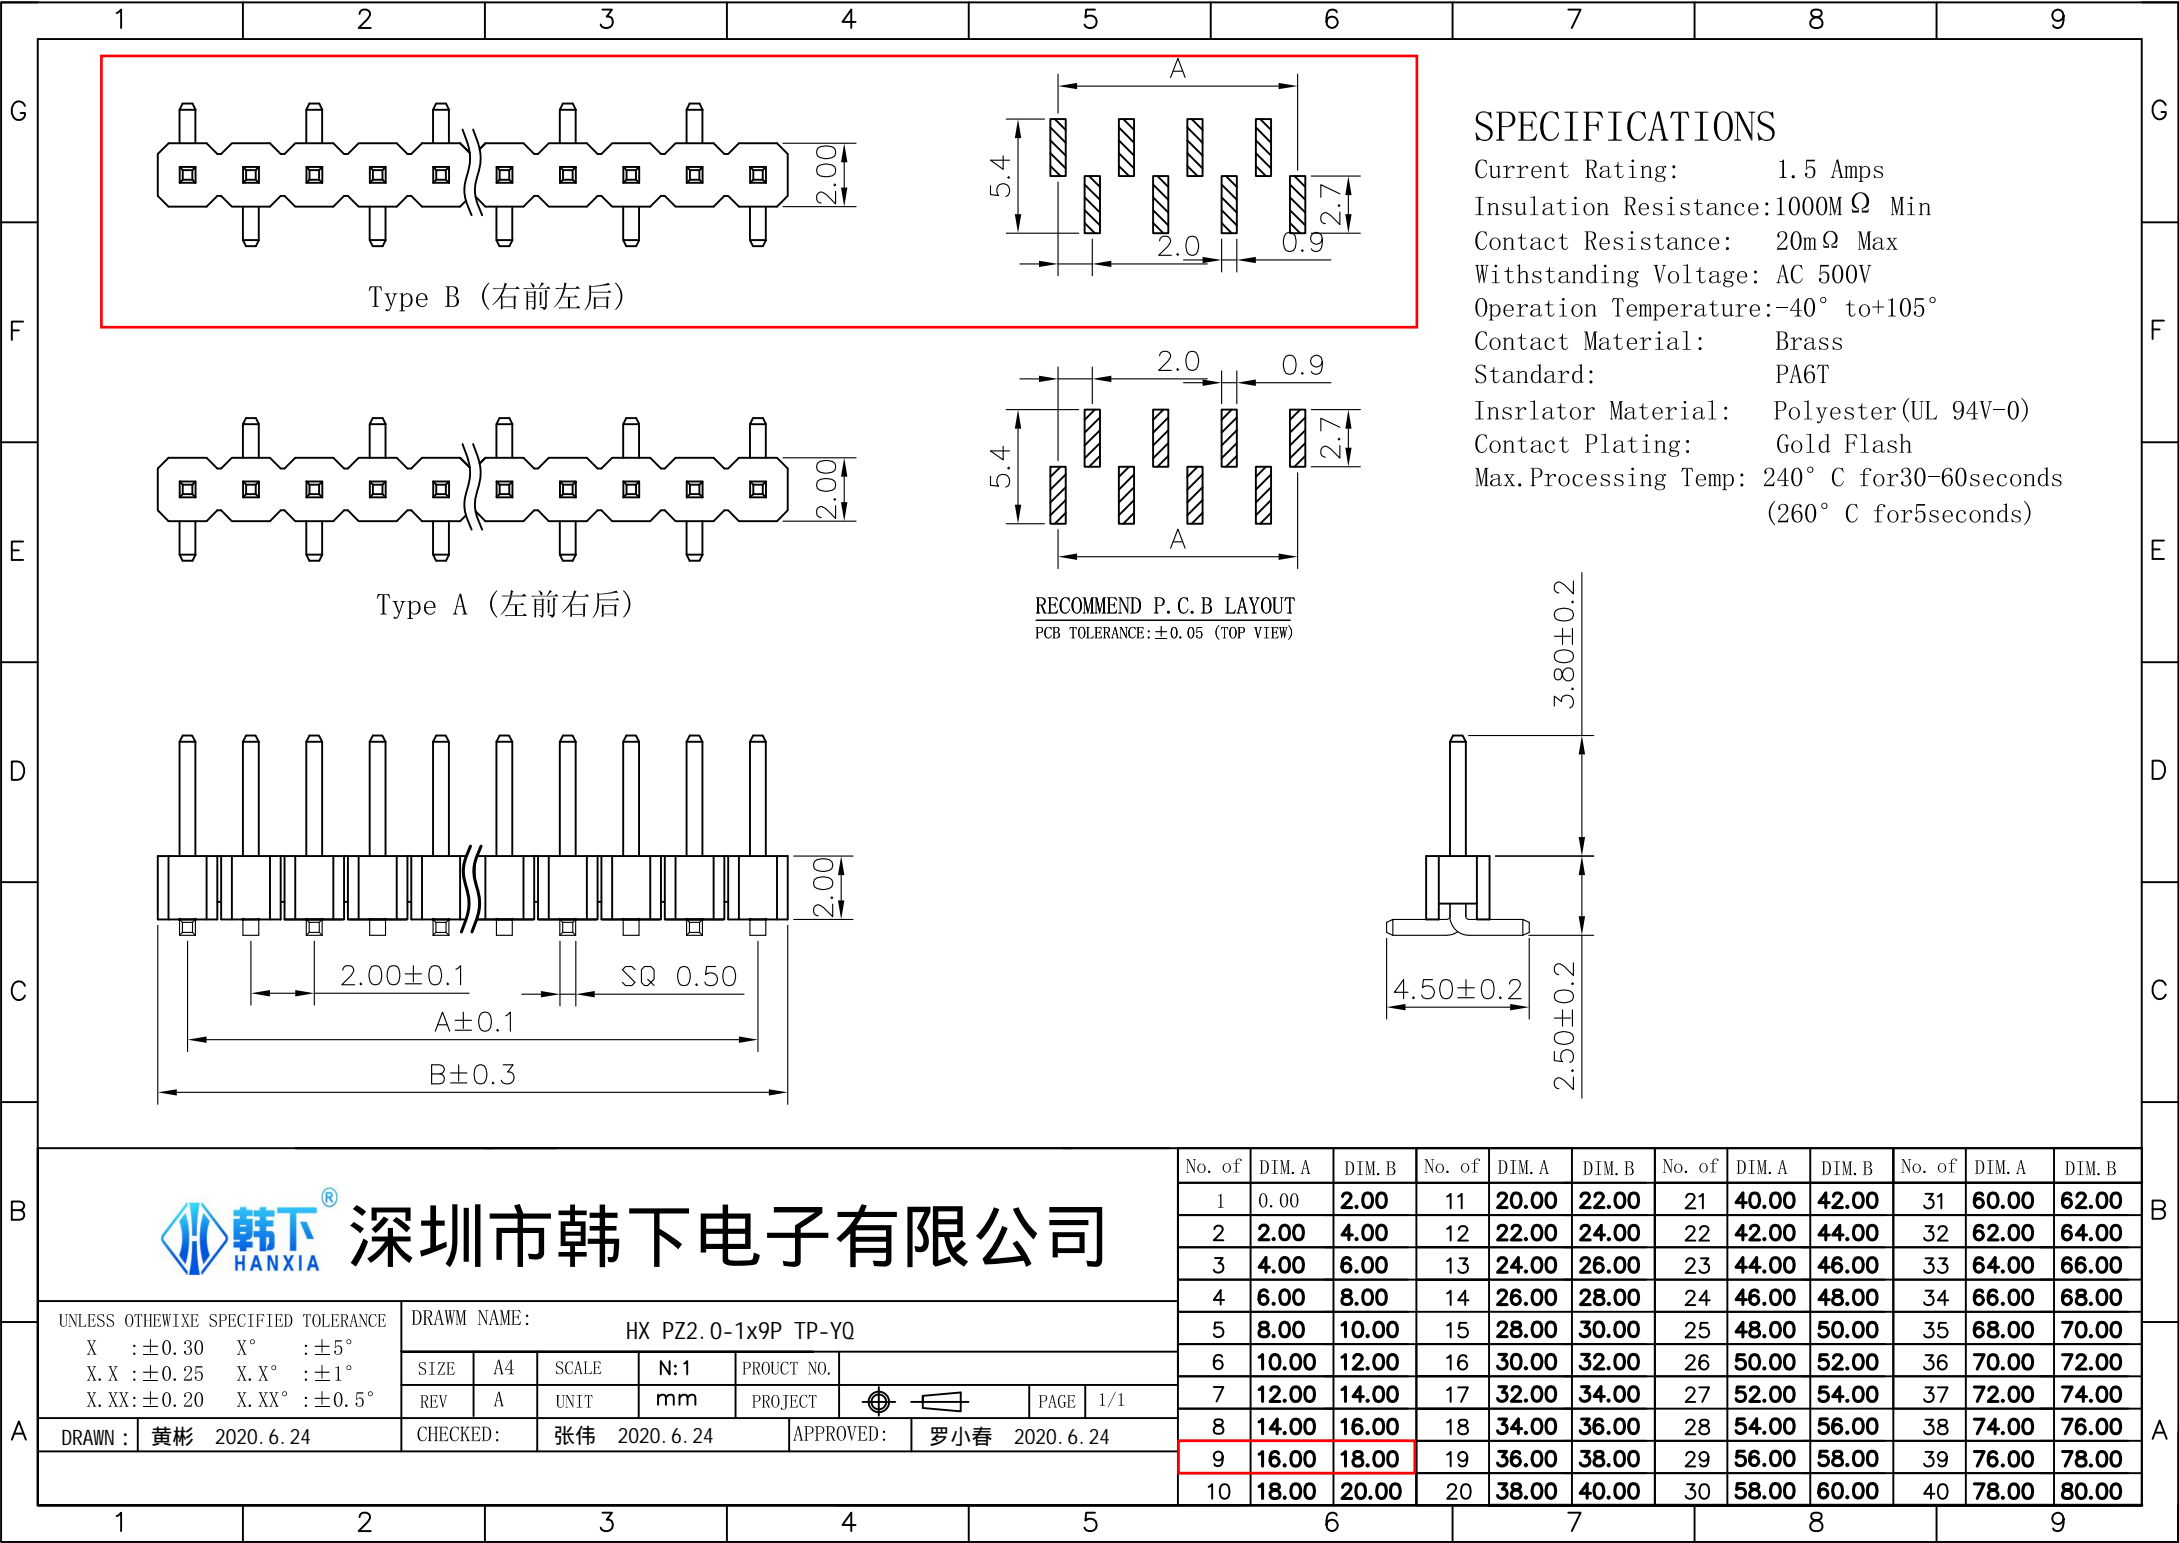 1 2 3 4 5 6 7 8 9
G G
A
2.00
5.4
2.7
2.0 0.9
Type B (右前左后)
SPECIFICATIONS
Current Rating: 1.5 Amps
Insulation Resistance:1000MΩ Min
Contact Resistance: 20mΩ Max
Withstanding Voltage: AC 500V
Operation Temperature:-40° to+105°
Contact Material: Brass
Standard: PA6T
Insrlator Material: Polyester(UL 94V-0)
Contact Plating: Gold Flash
Max.Processing Temp: 240° C for30-60seconds
(260° C for5seconds)
F F
2.0 0.9
2.00
5.4
2.7
A
Type A (左前右后)
RECOMMEND P.C.B LAYOUT
PCB TOLERANCE:±0.05 (TOP VIEW)
E E
D D
3.80±0.2
2.00
2.00±0.1 SQ 0.50
A±0.1
B±0.3
4.50±0.2
2.50±0.2
C C
B B
韩下® HANXIA
深圳市韩下电子有限公司
UNLESS OTHEWIXE SPECIFIED TOLERANCE
X :±0.30 X° :±5°
X.X :±0.25 X.X° :±1°
X.XX:±0.20 X.XX° :±0.5°
DRAWM NAME: HX PZ2.0-1x9P TP-YQ
SIZE A4 SCALE N:1 PROUCT NO.
REV A UNIT mm PROJECT PAGE 1/1
DRAWN : 黄彬 2020.6.24 CHECKED: 张伟 2020.6.24 APPROVED: 罗小春 2020.6.24
No. of DIM.A DIM.B No. of DIM.A DIM.B No. of DIM.A DIM.B No. of DIM.A DIM.B
1 0.00 2.00 11 20.00 22.00 21 40.00 42.00 31 60.00 62.00
2 2.00 4.00 12 22.00 24.00 22 42.00 44.00 32 62.00 64.00
3 4.00 6.00 13 24.00 26.00 23 44.00 46.00 33 64.00 66.00
4 6.00 8.00 14 26.00 28.00 24 46.00 48.00 34 66.00 68.00
5 8.00 10.00 15 28.00 30.00 25 48.00 50.00 35 68.00 70.00
6 10.00 12.00 16 30.00 32.00 26 50.00 52.00 36 70.00 72.00
7 12.00 14.00 17 32.00 34.00 27 52.00 54.00 37 72.00 74.00
8 14.00 16.00 18 34.00 36.00 28 54.00 56.00 38 74.00 76.00
9 16.00 18.00 19 36.00 38.00 29 56.00 58.00 39 76.00 78.00
10 18.00 20.00 20 38.00 40.00 30 58.00 60.00 40 78.00 80.00
A A
1 2 3 4 5 6 7 8 9